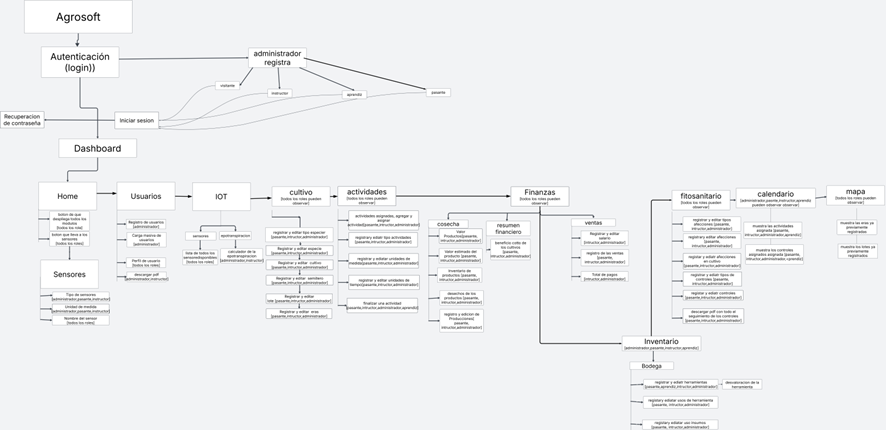 Agrosoft
Autenticación
(login))
administrador
registra
visitante
instructor
aprendiz
pasante
Recuperacion
de contraseña
Iniciar sesion
Dashboard
Home
Usuarios
IOT
cultivo
[todos los roles pueden
observar]
actividades
[todos los roles pueden
observar]
Finanzas
[todos los roles pueden
observar]
fitosanitario
[todos los roles pueden
observar]
calendario
[administrador,pasante,instructor,aprendiz]
pueden observar
mapa
[todos los roles pueden
observar]
boton de que
despliega todos los
modulos
[todos los rol]
boton que lleva a los
sensores
[todos los roles]
Sensores
Tipo de sensores
[administrador,pasante,instructor]
Unidad de medida
[administrador,pasante,instructor]
Nombre del sensor
[todos los roles]
Registro de usuarios
[administrador]
Carga masiva de
usuarios
[administrador]
Perfil de usuario
[todos los roles]
descargar pdf
[administrador,instructor]
sensores
epotranspiracion
lista de todos los
sensores disponibles
[todos los roles]
calculador de la
epotranspiracion
[administrador,instructor]
registrar y editar tipo especie
[pasante,intructor,administrador]
Registrar y editar especie
[pasante,intructor,administrador]
Registrar y editar cultivo
[pasante,intructor,administrador]
Registrar y editar semillero
[pasante,intructor,administrador]
Registrar y editar
lote [pasante,intructor,administrador]
Registrar y editar eras
[pasante,intructor,administrador]
actividades asignadas, agregar y
asignar
actividad[pasante,intructor,administrador]
registrar y editatr tipo actividades
[pasante,intructor,administrador]
registrar y editatar unidades de
medida[pasante,intructor,administrador]
registrar y editar unidades de
tiempo[pasante,intructor,administrador]
finalizar una actividad
[pasante,intructor,administrador,aprendiz]
cosecha
Valor
Productos[pasante,
intructor,administrador]
Valor estimado del
producto [pasante,
intructor,administrador]
Inventario de
productos [pasante,
intructor,administrador]
desechos de los
productos [pasante,
intructor,administrador]
registro y edicion de
Producciones[
pasante,
intructor,administrador]
resumen
financiero
beneficio costo de
los cultivos
[pasante,
intructor,administrador]
ventas
Registrar y editar
salario
[intructor,administrador]
registro de las ventas
[pasante,
intructor,administrador]
Total de pagos
[intructor,administrador]
registrar y editar tipos
afecciones [pasante,
intructor,administrador]
registrar y editar afecciones
[pasante,
intructor,administrador]
registrar y editarr afecciones
en cultivo [pasante,
intructor,administrador]
registrar y editarr tipos de
controles [pasante,
intructor,administrador]
registrar y editarr controles
[pasante,
intructor,administrador]
descargar pdf con todo el
seguimiento de los controles
[pasante, intructor,administrador]
muestra las actividades
asignada [pasante,
intructor,administrador,
aprendiz]
muestra los controles
asignados asignada [pasante,
intructor,administrador,aprendiz]
muestra las eras ya
previamente
registradas
muestra los lotes ya
previamente
registrados
Inventario
[administrador,pasante,instructor,aprendiz]
Bodega
registrar y editarr herramientas
[pasante,aprendiz,intructor,administrador]
desvaloracion de la
herramienta
registrary editatar usos de herramienta
[pasante, intructor,administrador]
registrary editatar uso insumos
[pasante, intructor,administrador]